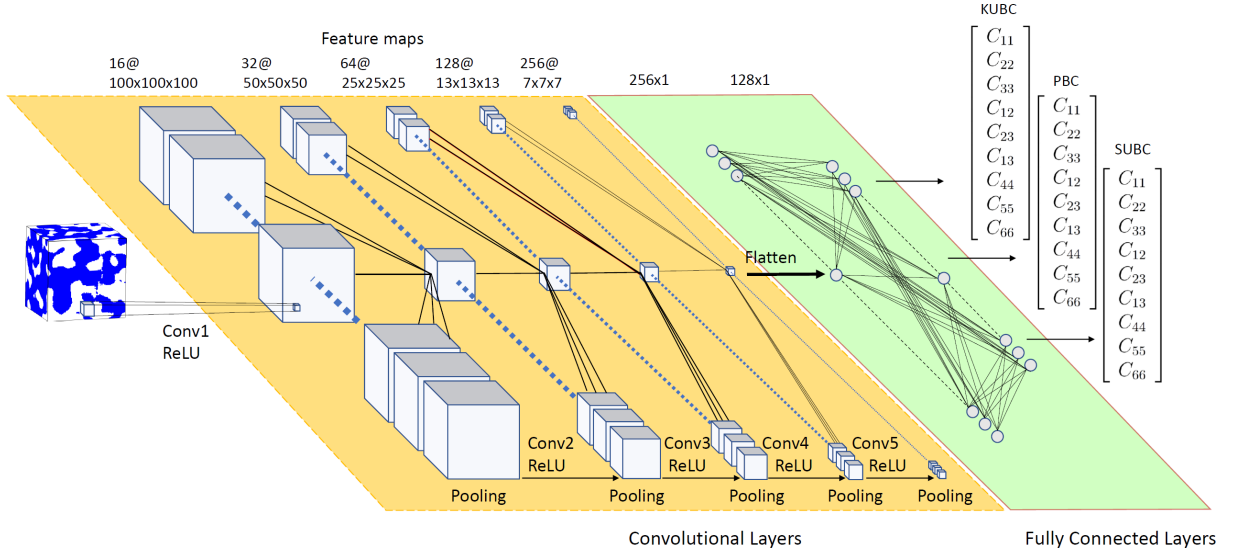 Feature maps
16@
100x100x100
32@
50x50x50
64@
25x25x25
128@
13x13x13
256@
7x7x7
256x1
128x1
KUBC
C11
C22
C33
C12
C23
C13
C44
C55
C66
PBC
C11
C22
C33
C12
C23
C13
C44
C55
C66
SUBC
C11
C22
C33
C12
C23
C13
C44
C55
C66
Flatten
Conv1
ReLU
Conv2
ReLU
Conv3
ReLU
Conv4
ReLU
Conv5
ReLU
Pooling
Pooling
Pooling
Pooling
Pooling
Convolutional Layers
Fully Connected Layers